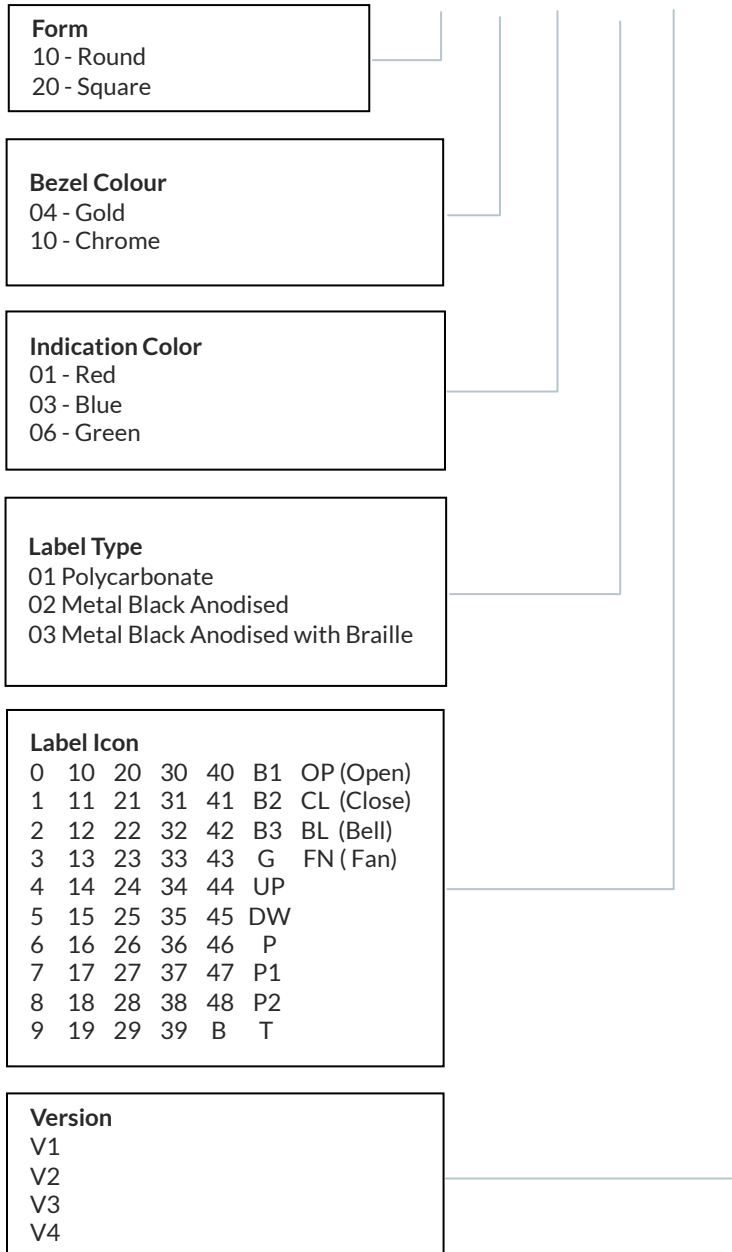 Form
10 - Round
20 - Square
Bezel Colour
04 - Gold
10 - Chrome
Indication Color
01 - Red
03 - Blue
06 - Green
Label Type
01 Polycarbonate
02 Metal Black Anodised
03 Metal Black Anodised with Braille
Label Icon
0 10 20 30 40 B1 OP (Open)
1 11 21 31 41 B2 CL (Close)
2 12 22 32 42 B3 BL (Bell)
3 13 23 33 43 G FN ( Fan)
4 14 24 34 44 UP
5 15 25 35 45 DW
6 16 26 36 46 P
7 17 27 37 47 P1
8 18 28 38 48 P2
9 19 29 39 B T
Version
V1
V2
V3
V4